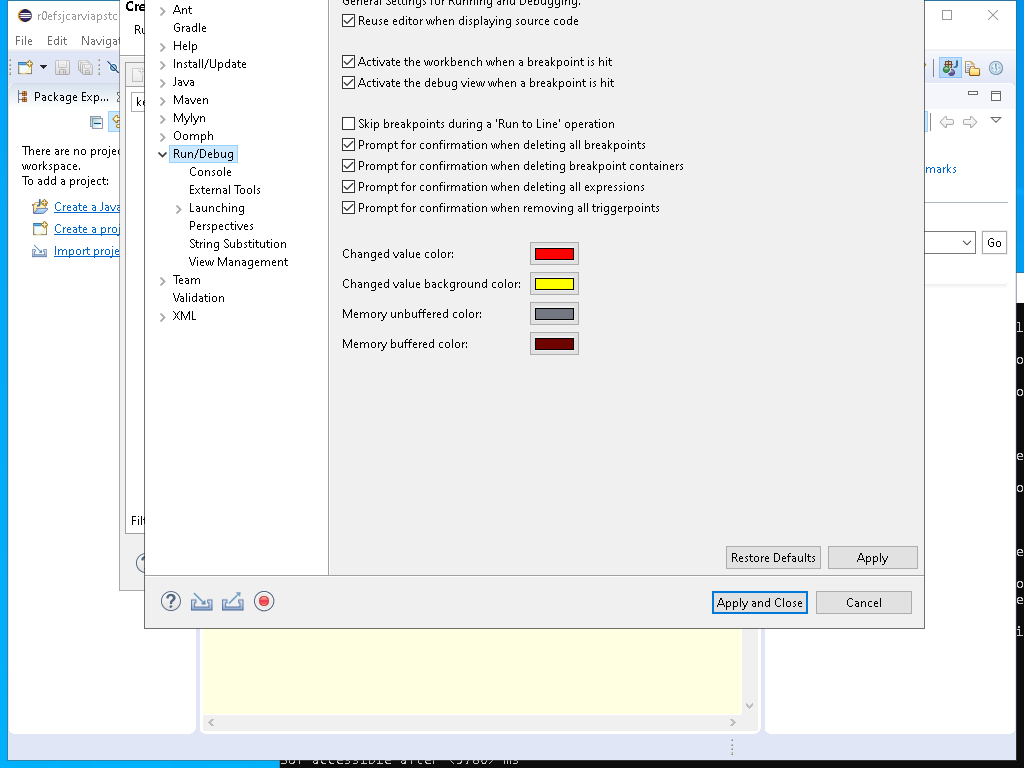 r0efsjcarviapstc
File Edit Navigat
Package Exp...
There are no proje
workspace.
To add a project:
Create a Java
Create a proj
Import proje
Cre
Ru
ke
Filt
Ant
Gradle
Help
Install/Update
Java
Maven
Mylyn
Oomph
Run/Debug
Console
External Tools
Launching
Perspectives
String Substitution
View Management
Team
Validation
XML
General Settings for Running and Debugging.
Reuse editor when displaying source code
Activate the workbench when a breakpoint is hit
Activate the debug view when a breakpoint is hit
Skip breakpoints during a 'Run to Line' operation
Prompt for confirmation when deleting all breakpoints
Prompt for confirmation when deleting breakpoint containers
Prompt for confirmation when deleting all expressions
Prompt for confirmation when removing all triggerpoints
Changed value color:
Changed value background color:
Memory unbuffered color:
Memory buffered color:
Restore Defaults Apply
Apply and Close Cancel
marks
Go